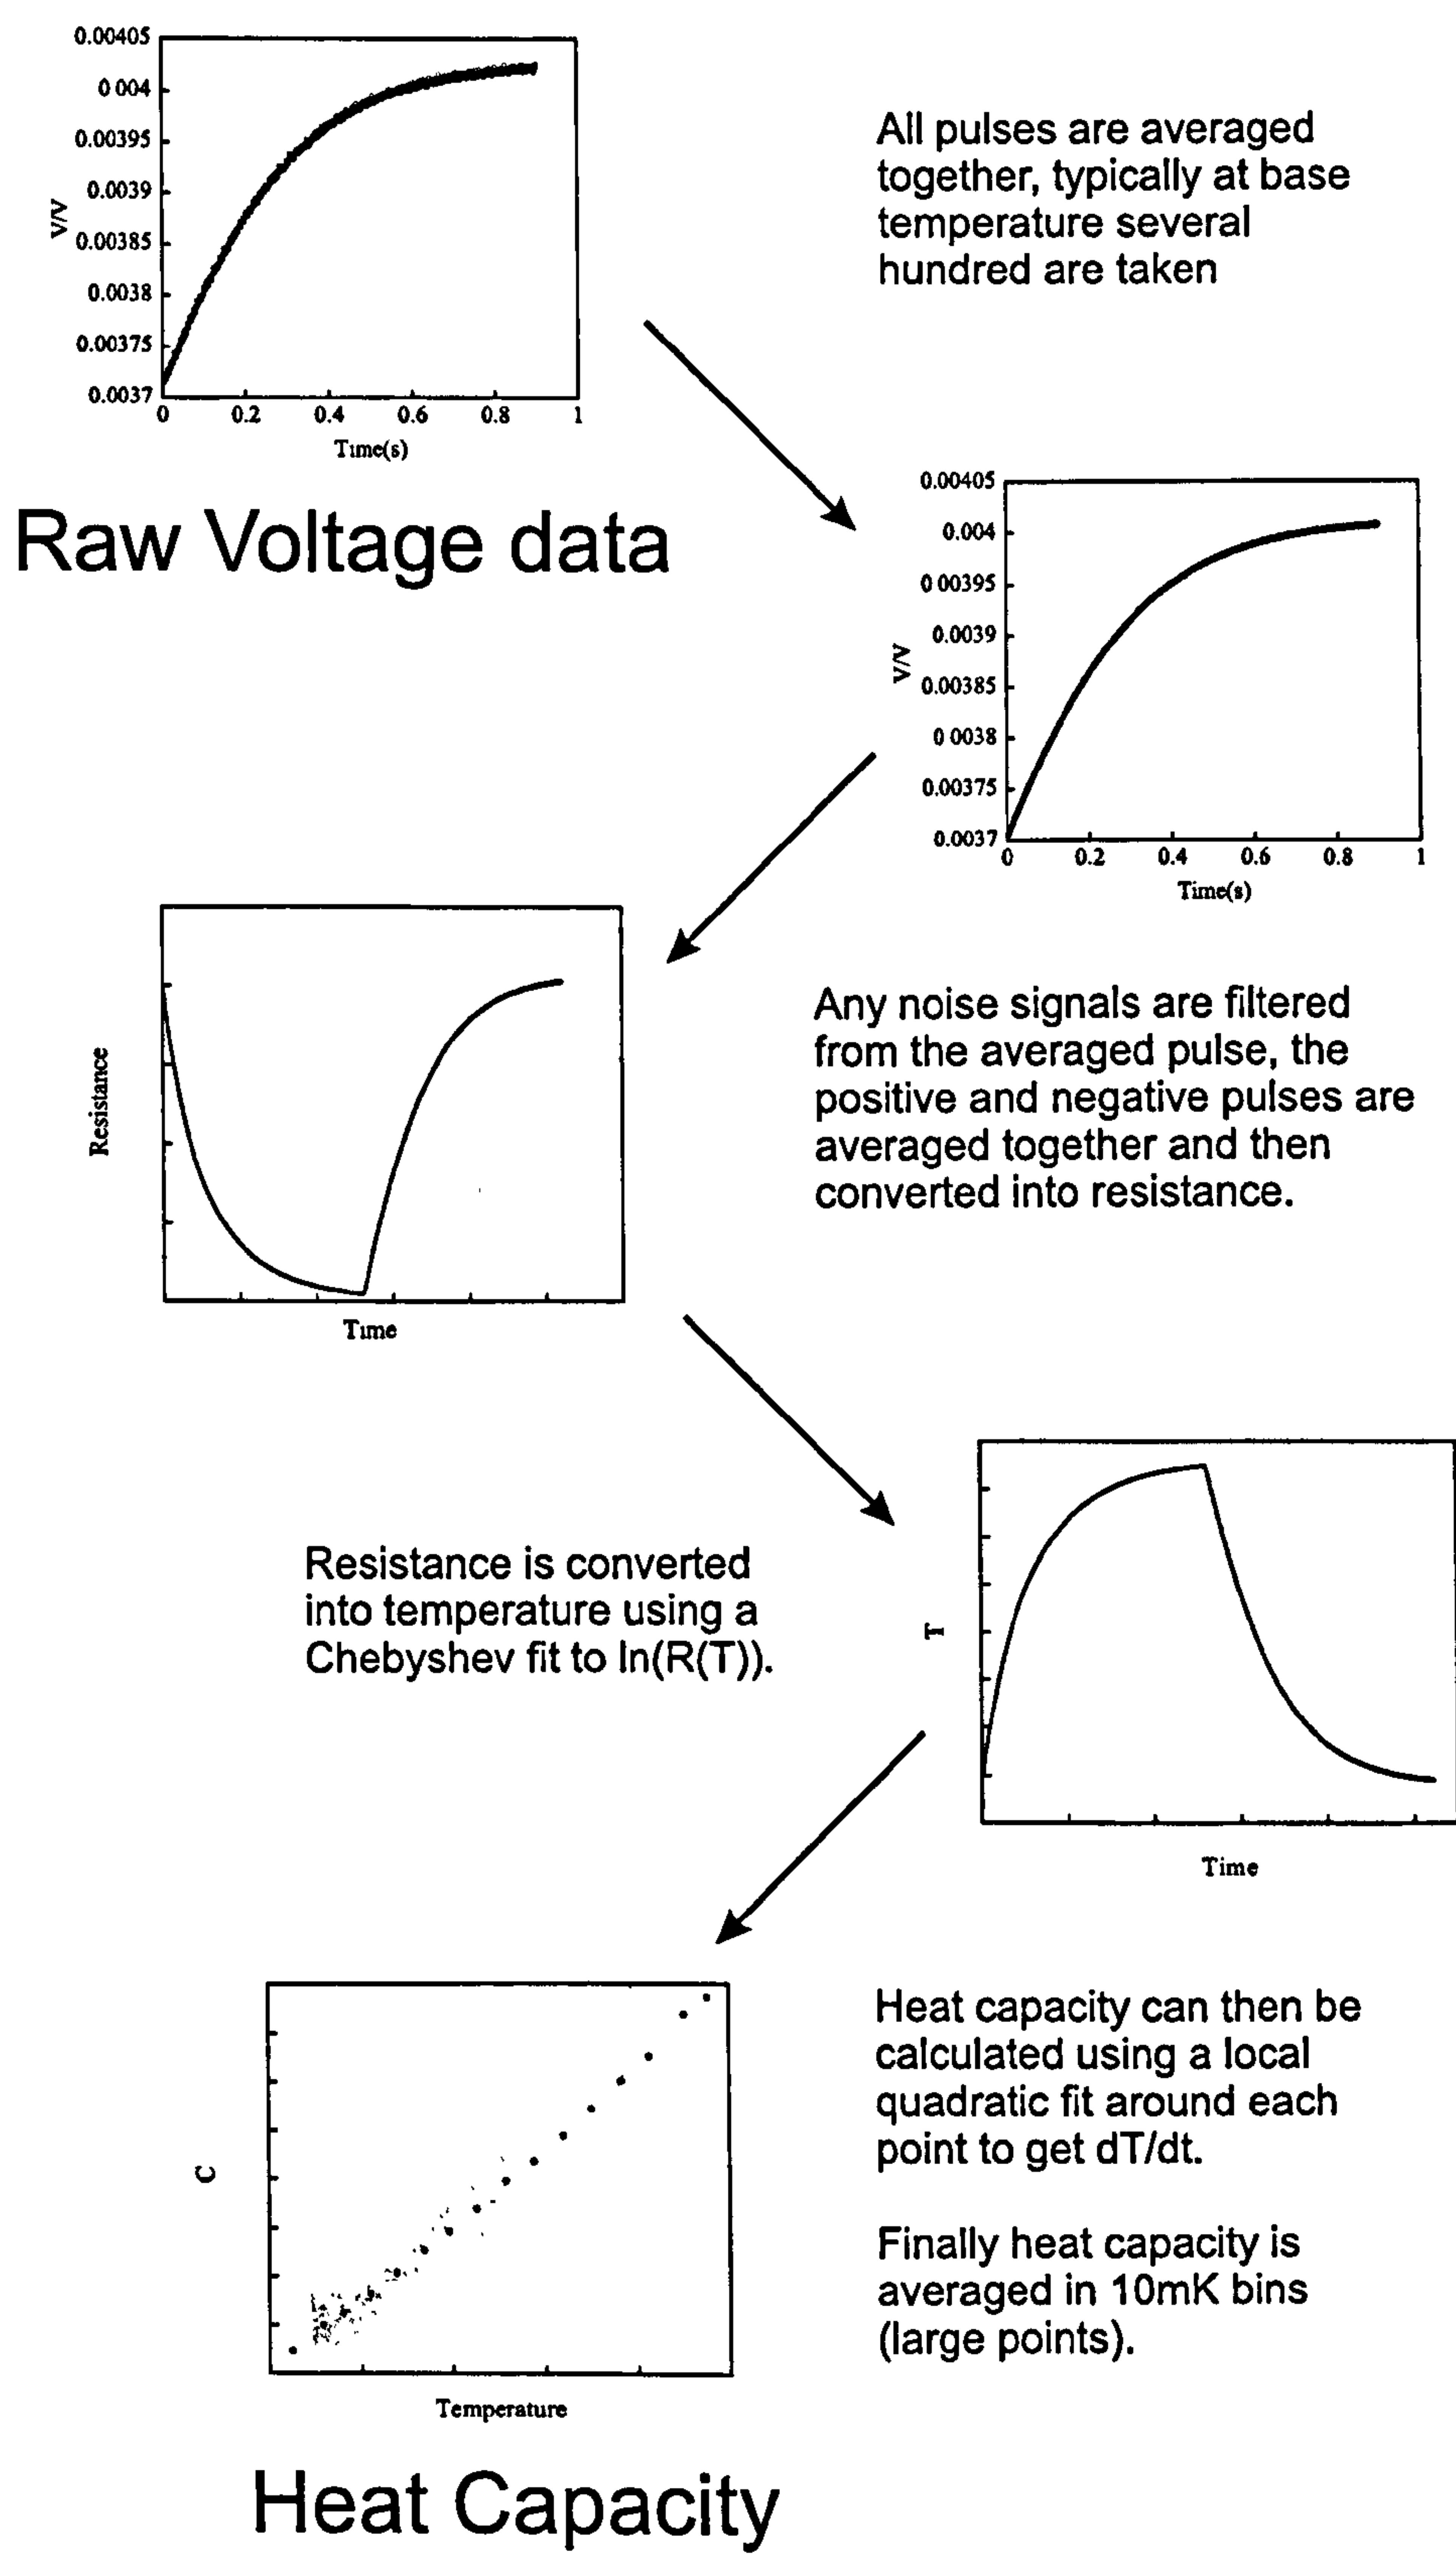 0.00405
0 004
0.00395
0.0039
0.00385
0.0038
0.00375
0.0037
V/V
0 0.2 0.4 0.6 0.8 1
Time(s)
All pulses are averaged
together, typically at base
temperature several
hundred are taken
Raw Voltage data
0.00405
0.004
0 00395
0.0039
0.00385
0 0038
0.00375
0.0037
V/V
0 0.2 0.4 0.6 0.8 1
Time(s)
Resistance
Time
Any noise signals are filtered
from the averaged pulse, the
positive and negative pulses are
averaged together and then
converted into resistance.
Resistance is converted
into temperature using a
Chebyshev fit to ln(R(T)).
T
Time
C
Temperature
Heat capacity can then be
calculated using a local
quadratic fit around each
point to get dT/dt.
Finally heat capacity is
averaged in 10mK bins
(large points).
Heat Capacity